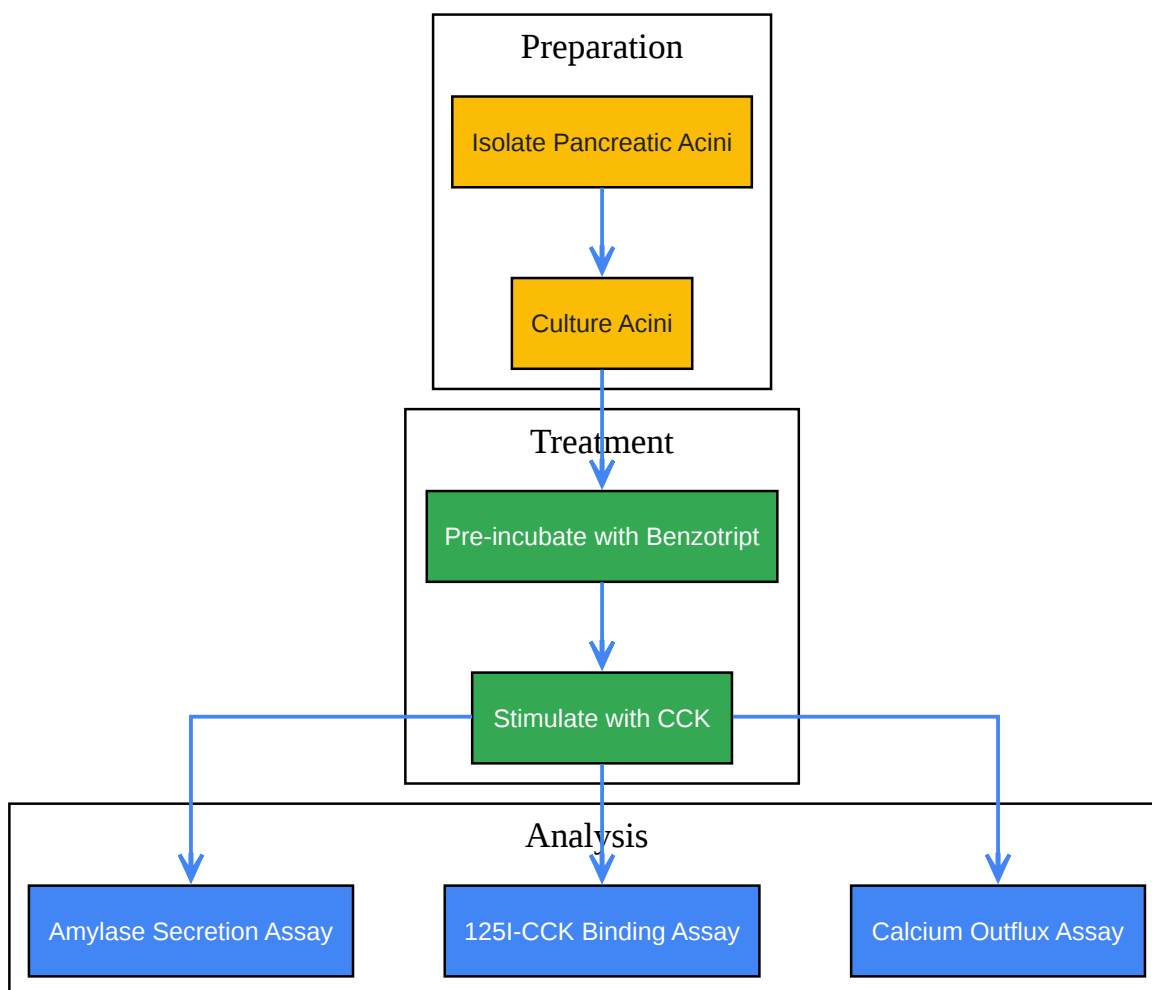 Preparation
Isolate Pancreatic Acini
Culture Acini
Treatment
Pre-incubate with Benzotript
Stimulate with CCK
Analysis
Amylase Secretion Assay
125I-CCK Binding Assay
Calcium Outflux Assay